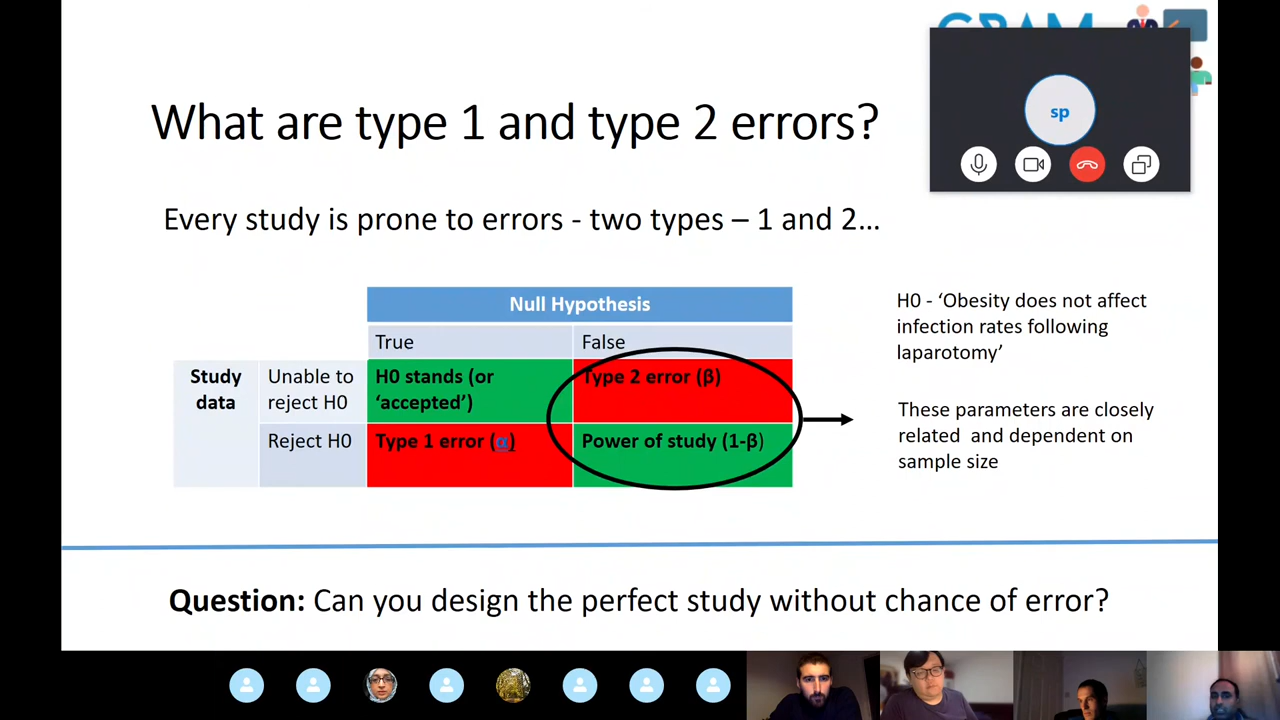 What are type 1 and type 2 errors?
sp
Every study is prone to errors - two types – 1 and 2…
Null Hypothesis
True
False
Study
data
Unable to
reject H0
H0 stands (or
‘accepted’)
Type 2 error (β)
Reject H0
Type 1 error (α)
Power of study (1-β)
H0 - ‘Obesity does not affect
infection rates following
laparotomy’
These parameters are closely
related and dependent on
sample size
Question: Can you design the perfect study without chance of error?